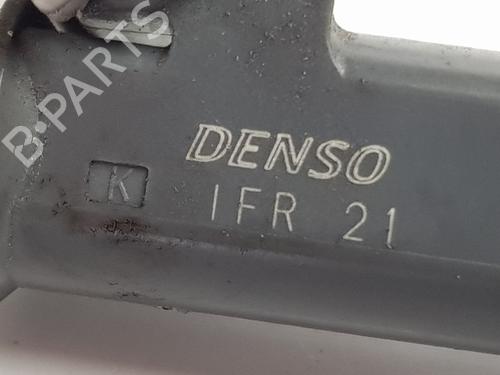 B·PARTS
DENSO
K
IFR 21